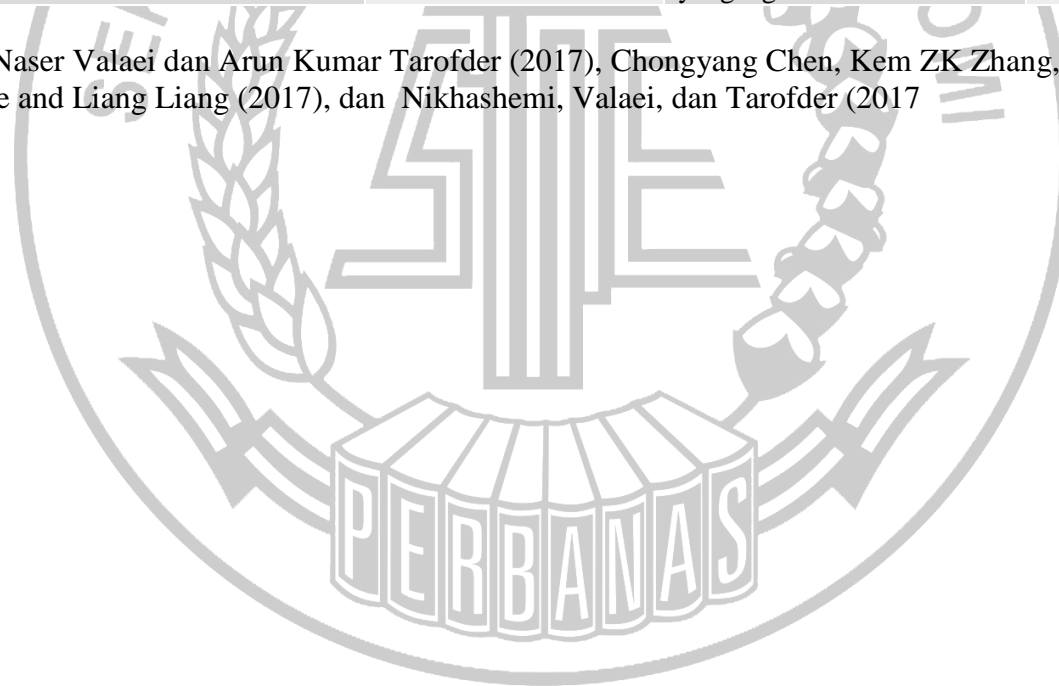 Naser Valaei dan Arun Kumar Tarofder (2017), Chongyang Chen, Kem ZK Zhang,
e and Liang Liang (2017), dan Nikhashemi, Valaei, dan Tarofder (2017
PERBANAS